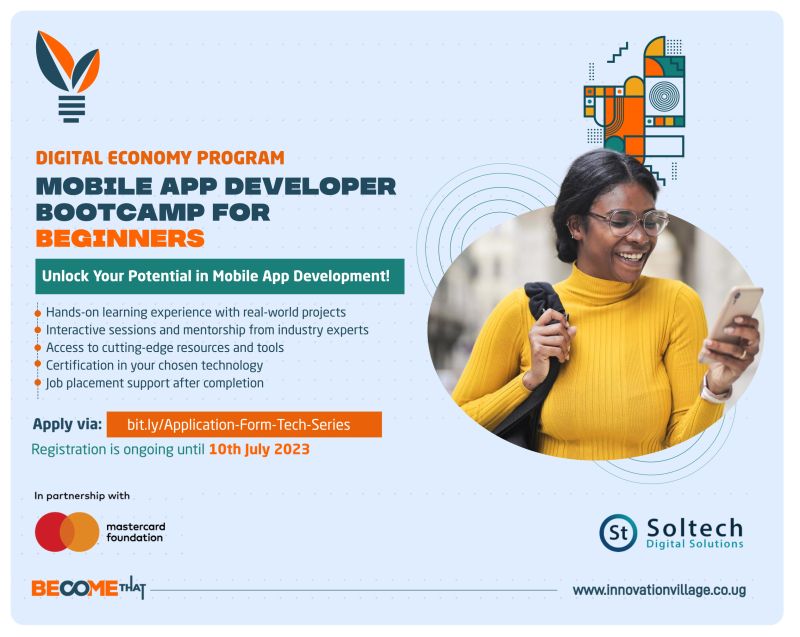 DIGITAL ECONOMY PROGRAM
MOBILE APP DEVELOPER
BOOTCAMP FOR
BEGINNERS
Unlock Your Potential in Mobile App Development!
Hands-on learning experience with real-world projects
Interactive sessions and mentorship from industry experts
Access to cutting-edge resources and tools
Certification in your chosen technology
Job placement support after completion
Apply via: bit.ly/Application-Form-Tech-Series
Registration is ongoing until 10th July 2023
In partnership with
mastercard
foundation
St Soltech
Digital Solutions
BECOME THAT
www.innovationvillage.co.ug